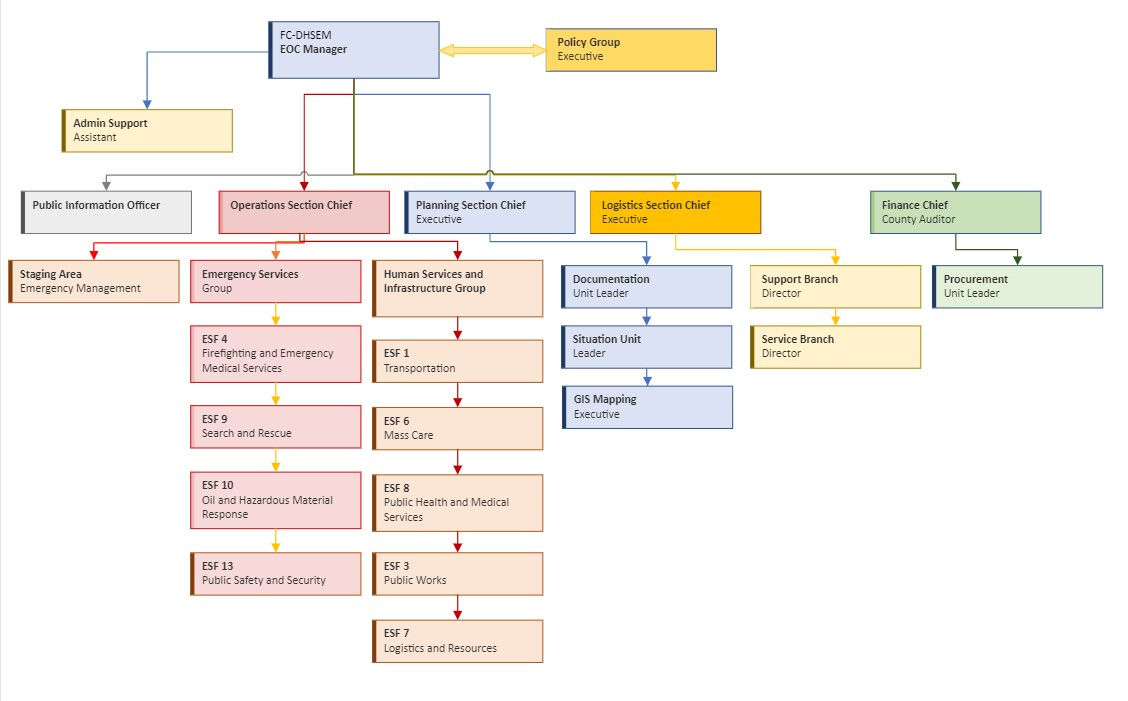 FC-DHSEM
EOC Manager
Policy Group
Executive
Admin Support
Assistant
Public Information Officer
Operations Section Chief
Planning Section Chief
Executive
Logistics Section Chief
Executive
Finance Chief
County Auditor
Staging Area
Emergency Management
Emergency Services
Group
Human Services and
Infrastructure Group
Documentation
Unit Leader
Support Branch
Director
Procurement
Unit Leader
ESF 4
Firefighting and Emergency
Medical Services
ESF 1
Transportation
Situation Unit
Leader
Service Branch
Director
GIS Mapping
Executive
ESF 9
Search and Rescue
ESF 6
Mass Care
ESF 10
Oil and Hazardous Material
Response
ESF 8
Public Health and Medical
Services
ESF 13
Public Safety and Security
ESF 3
Public Works
ESF 7
Logistics and Resources